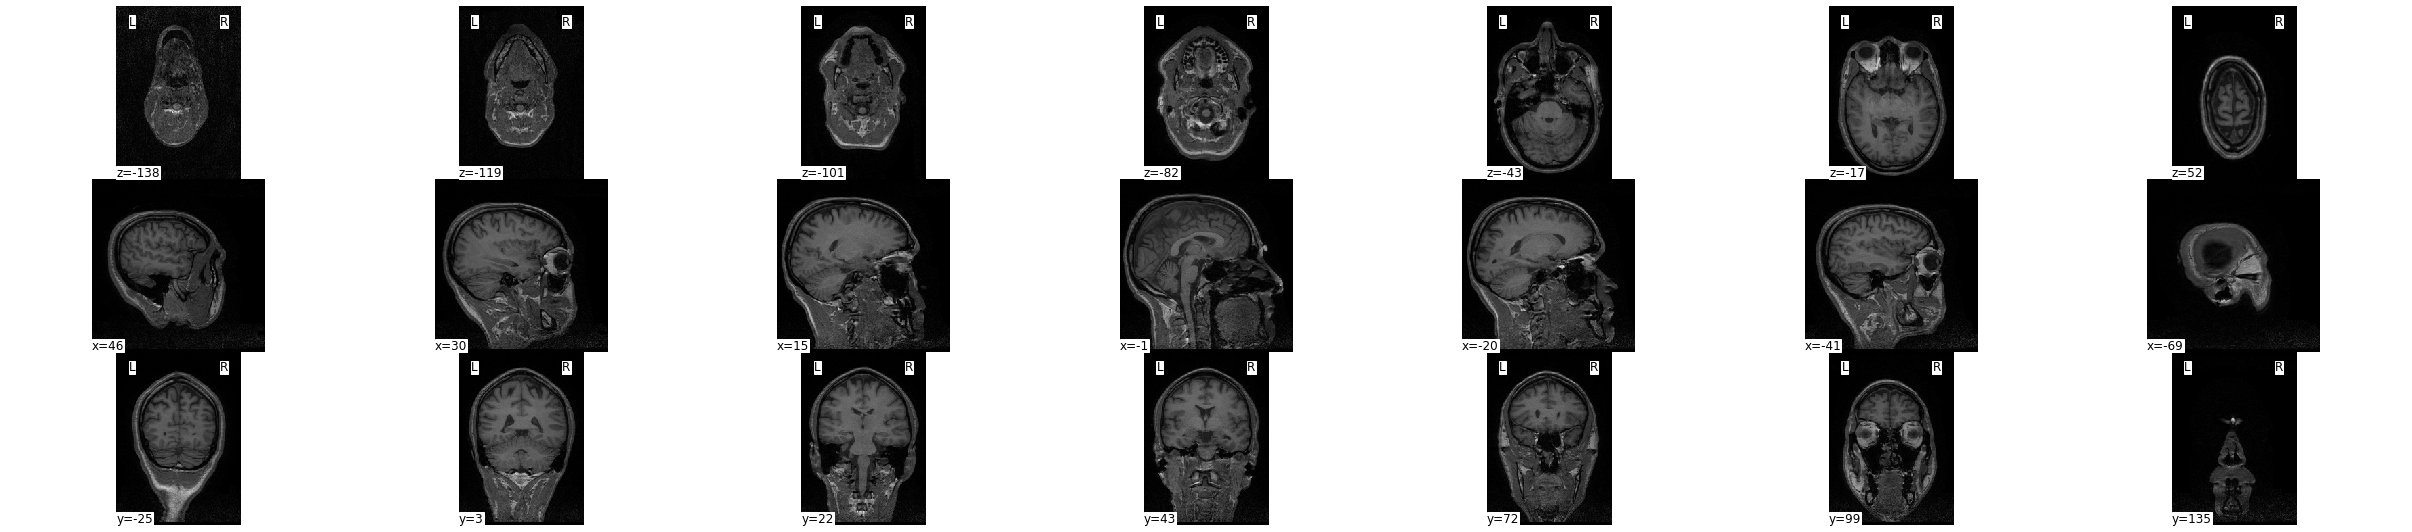 L R L R L R L R L R L R L R
z=-138 z=-119 z=-101 z=-82 z=-43 z=-17 z=52
x=46 x=30 x=15 x=-1 x=-20 x=-41 x=-69
L R L R L R L R L R L R L R
y=-25 y=3 y=22 y=43 y=72 y=99 y=135